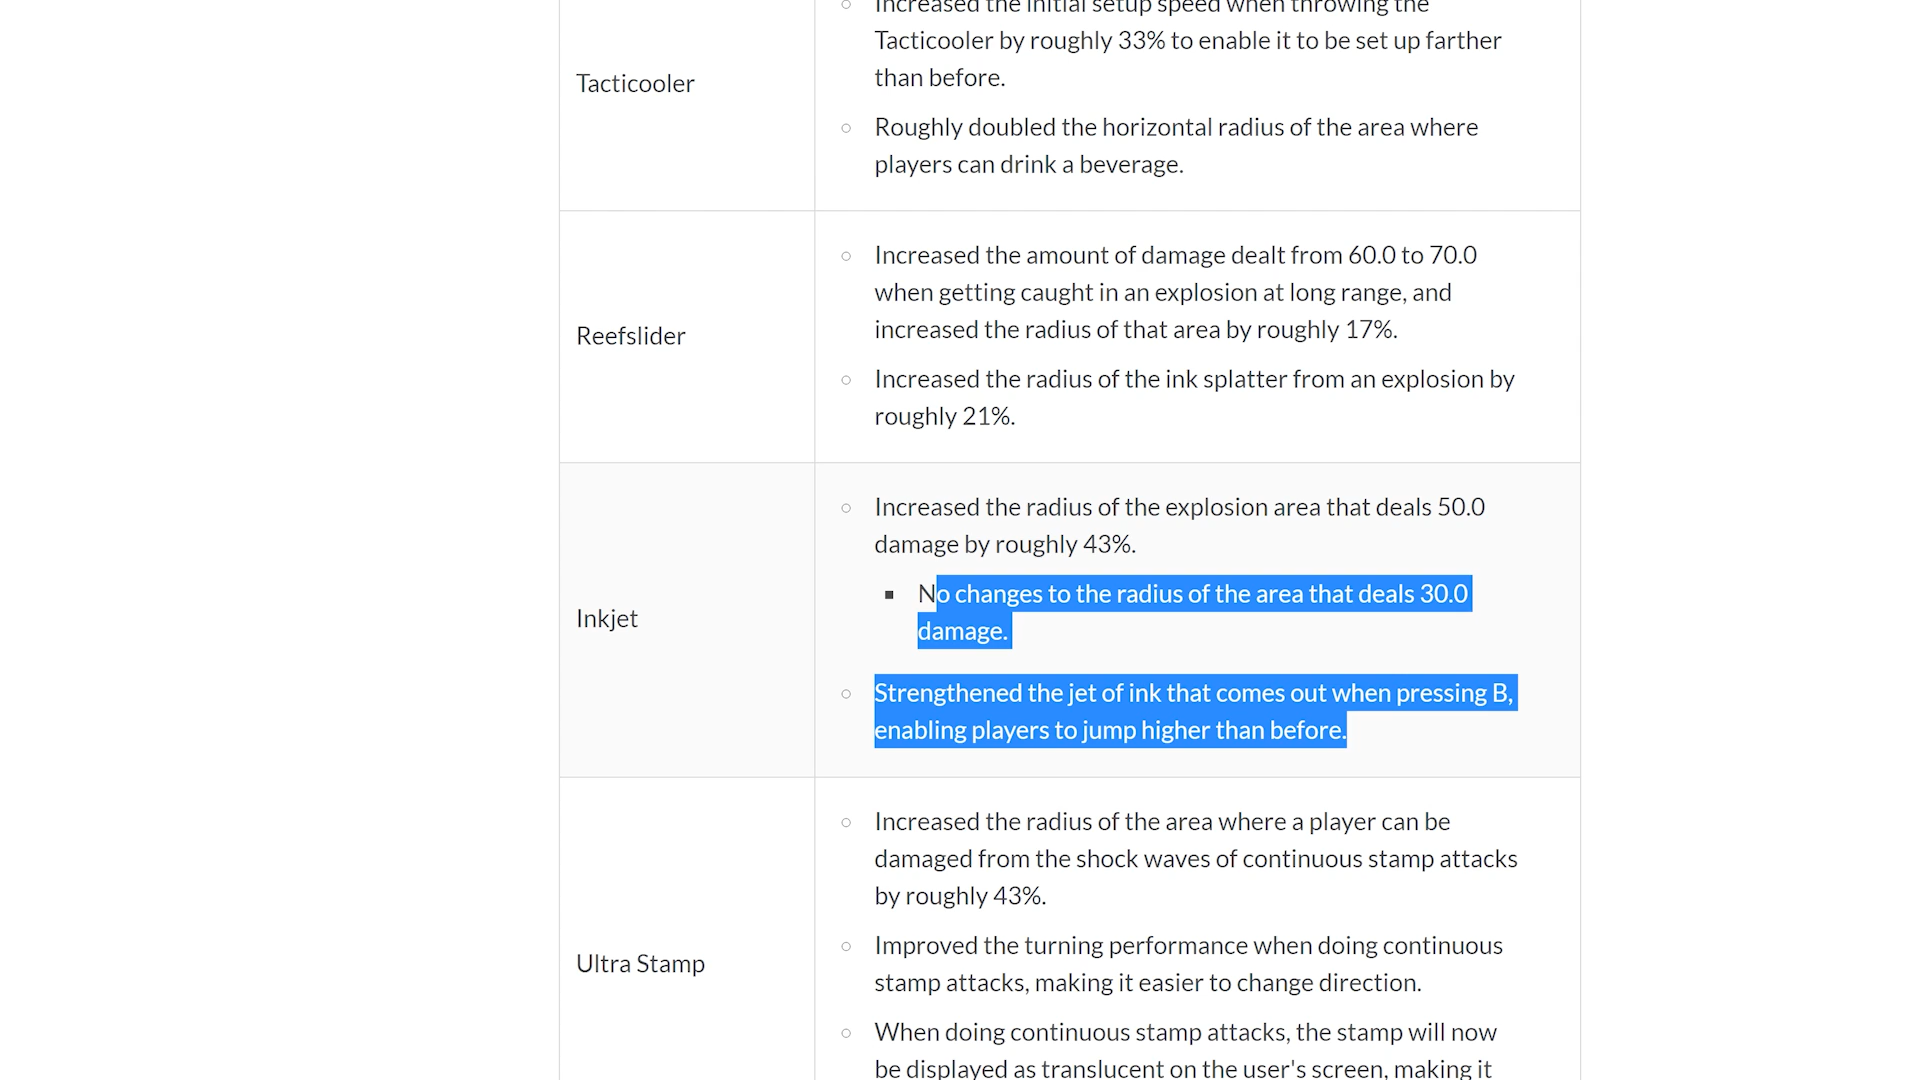 Increased the initial setup speed when throwing the
Tacticooler by roughly 33% to enable it to be set up farther
than before.
Tacticooler
Roughly doubled the horizontal radius of the area where
players can drink a beverage.
Increased the amount of damage dealt from 60.0 to 70.0
when getting caught in an explosion at long range, and
increased the radius of that area by roughly 17%.
Reefslider
Increased the radius of the ink splatter from an explosion by
roughly 21%.
Increased the radius of the explosion area that deals 50.0
damage by roughly 43%.
No changes to the radius of the area that deals 30.0
damage.
Inkjet
Strengthened the jet of ink that comes out when pressing B,
enabling players to jump higher than before.
Increased the radius of the area where a player can be
damaged from the shock waves of continuous stamp attacks
by roughly 43%.
Improved the turning performance when doing continuous
stamp attacks, making it easier to change direction.
Ultra Stamp
When doing continuous stamp attacks, the stamp will now
be displayed as translucent on the user's screen, making it